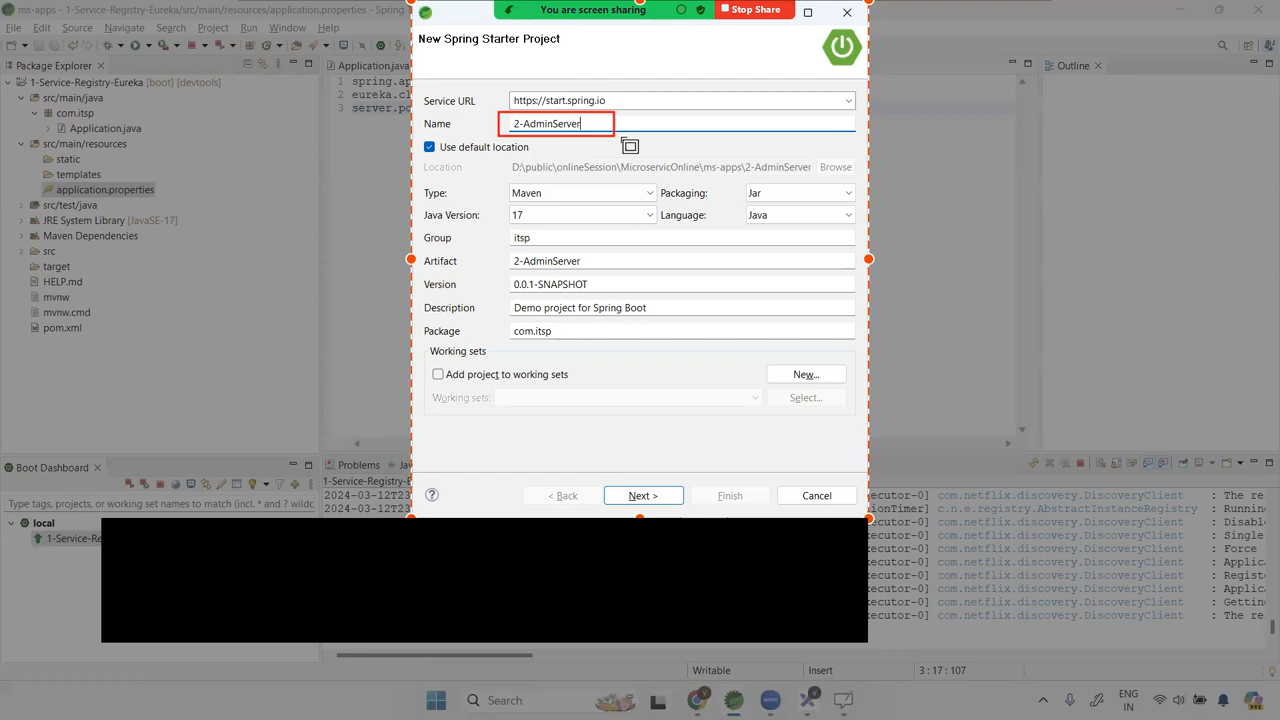 ms-apps - 1-Service-Registry-Eureka/src/main/resources/application.properties - Spring
You are screen sharing
Stop Share
File Edit Source Navigate Search Project Run Window Help
New Spring Starter Project
Package Explorer
1-Service-Registry-Eureka [boot] [devtools]
src/main/java
com.itsp
Application.java
src/main/resources
static
templates
application.properties
src/test/java
JRE System Library [JavaSE-17]
Maven Dependencies
src
target
HELP.md
mvnw
mvnw.cmd
pom.xml
Application.java
1 spring.ap
2 eureka.cl
3 server.po
Service URL https://start.spring.io
Name 2-AdminServer
Use default location
Location D:\public\onlineSession\MicroservicOnline\ms-apps\2-AdminServer Browse
Type: Maven Packaging: Jar
Java Version: 17 Language: Java
Group itsp
Artifact 2-AdminServer
Version 0.0.1-SNAPSHOT
Description Demo project for Spring Boot
Package com.itsp
Working sets
Add project to working sets New...
Working sets: Select...
? < Back Next > Finish Cancel
Outline
Boot Dashboard
Type tags, projects, or working set names to match (incl. * and ? wildc
local
1-Service-Re
Problems Jav
1-Service-Registry-E
2024-03-12T23
2024-03-12T23
ecutor-0] com.netflix.discovery.DiscoveryClient : The re
ionTimer] c.n.e.registry.AbstractInstanceRegistry : Runnin
ecutor-0] com.netflix.discovery.DiscoveryClient : Disabl
ecutor-0] com.netflix.discovery.DiscoveryClient : Single
ecutor-0] com.netflix.discovery.DiscoveryClient : Force
ecutor-0] com.netflix.discovery.DiscoveryClient : Applic
ecutor-0] com.netflix.discovery.DiscoveryClient : Regist
ecutor-0] com.netflix.discovery.DiscoveryClient : Applic
ecutor-0] com.netflix.discovery.DiscoveryClient : Gettin
ecutor-0] com.netflix.discovery.DiscoveryClient : The re
Writable Insert 3 : 17 : 107
Search
ENG
IN